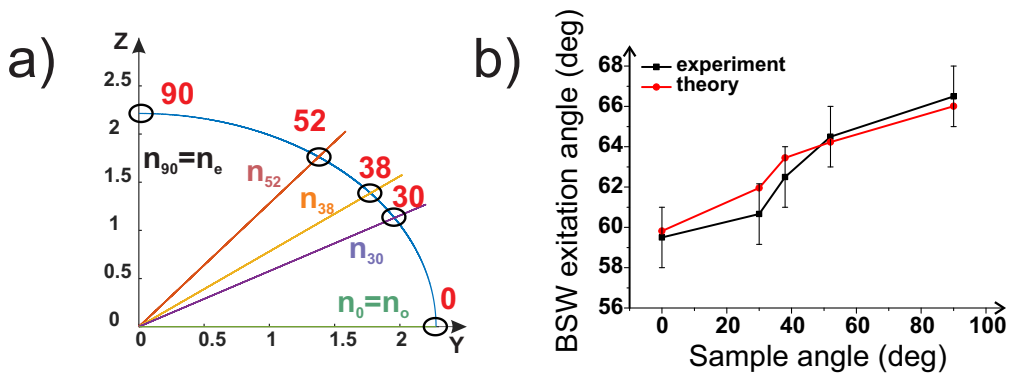 a)
Z
2.5
2
1.5
1
0.5
0
0
0.5
1
1.5
2
Y
90
52
38
30
0
n₉₀=nₑ
n₅₂
n₃₈
n₃₀
n₀=nₒ
b)
BSW exitation angle (deg)
68
66
64
62
60
58
56
experiment
theory
0
20
40
60
80
100
Sample angle (deg)